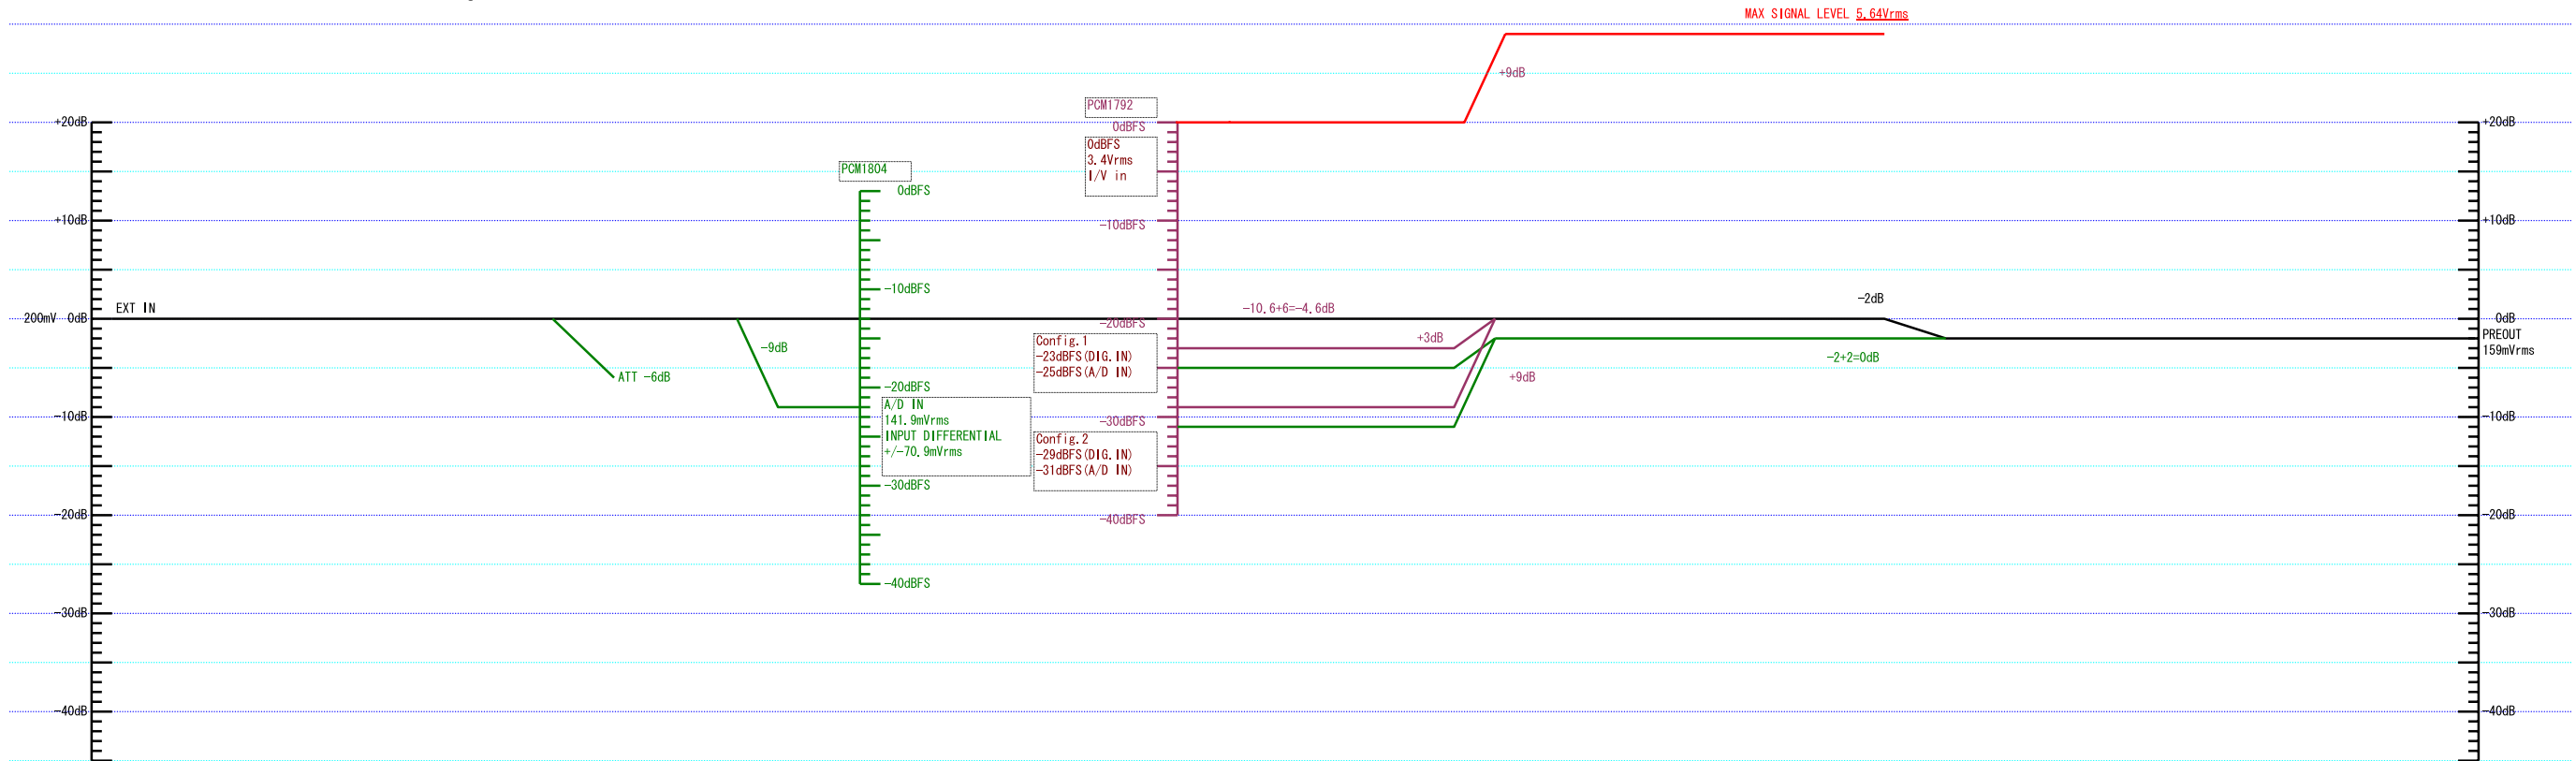 MAX SIGNAL LEVEL 5.64Vrms
+9dB
PCM1792
0dBFS
0dBFS
3.4Vrms
I/V in
-10dBFS
-20dBFS
-30dBFS
-40dBFS
PCM1804
0dBFS
-10dBFS
-20dBFS
-30dBFS
-40dBFS
+20dB
+10dB
200mV 0dB
-10dB
-20dB
-30dB
-40dB
EXT IN
ATT -6dB
-9dB
A/D IN
141.9mVrms
INPUT DIFFERENTIAL
+/-70.9mVrms
Config.1
-23dBFS(DIG.IN)
-25dBFS(A/D IN)
Config.2
-29dBFS(DIG.IN)
-31dBFS(A/D IN)
-10.6+6=-4.6dB
+3dB
+9dB
-2dB
-2+2=0dB
+20dB
+10dB
0dB
PREOUT
159mVrms
-10dB
-20dB
-30dB
-40dB